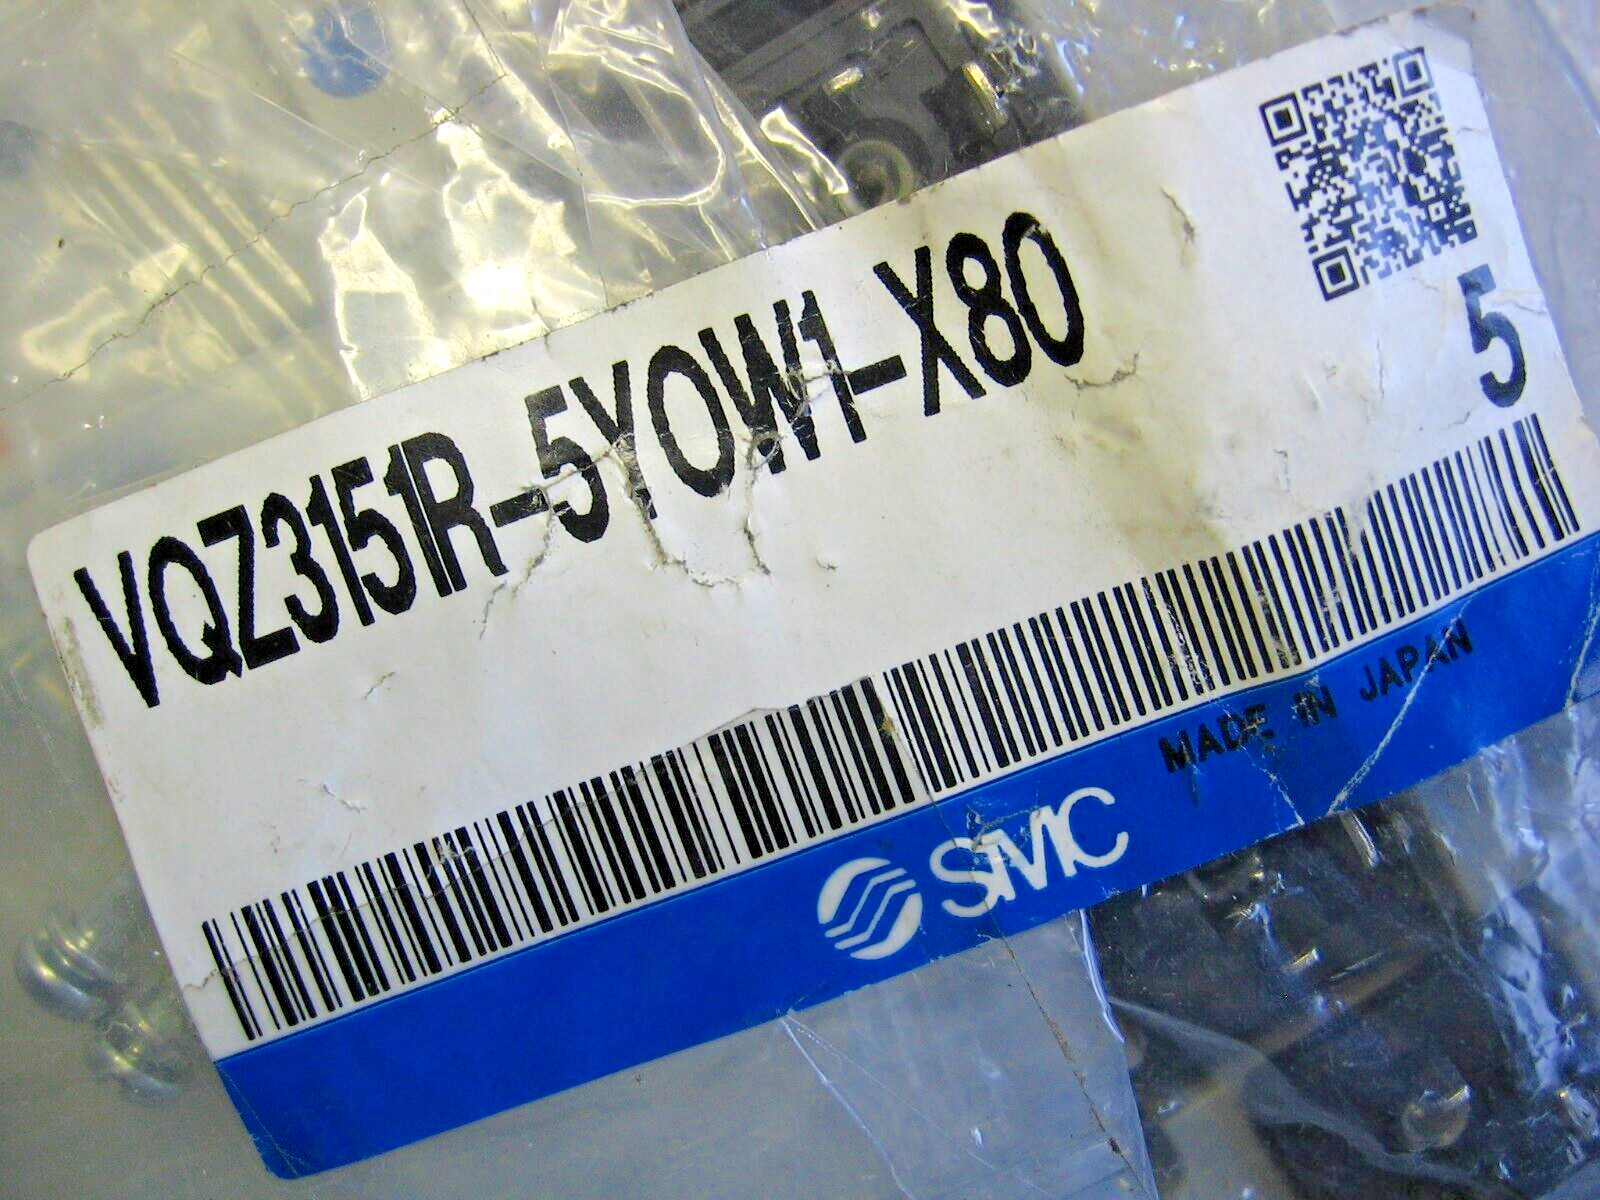 VQZ3151R-5YOW1-X80
5
MADE IN JAPAN
SMC